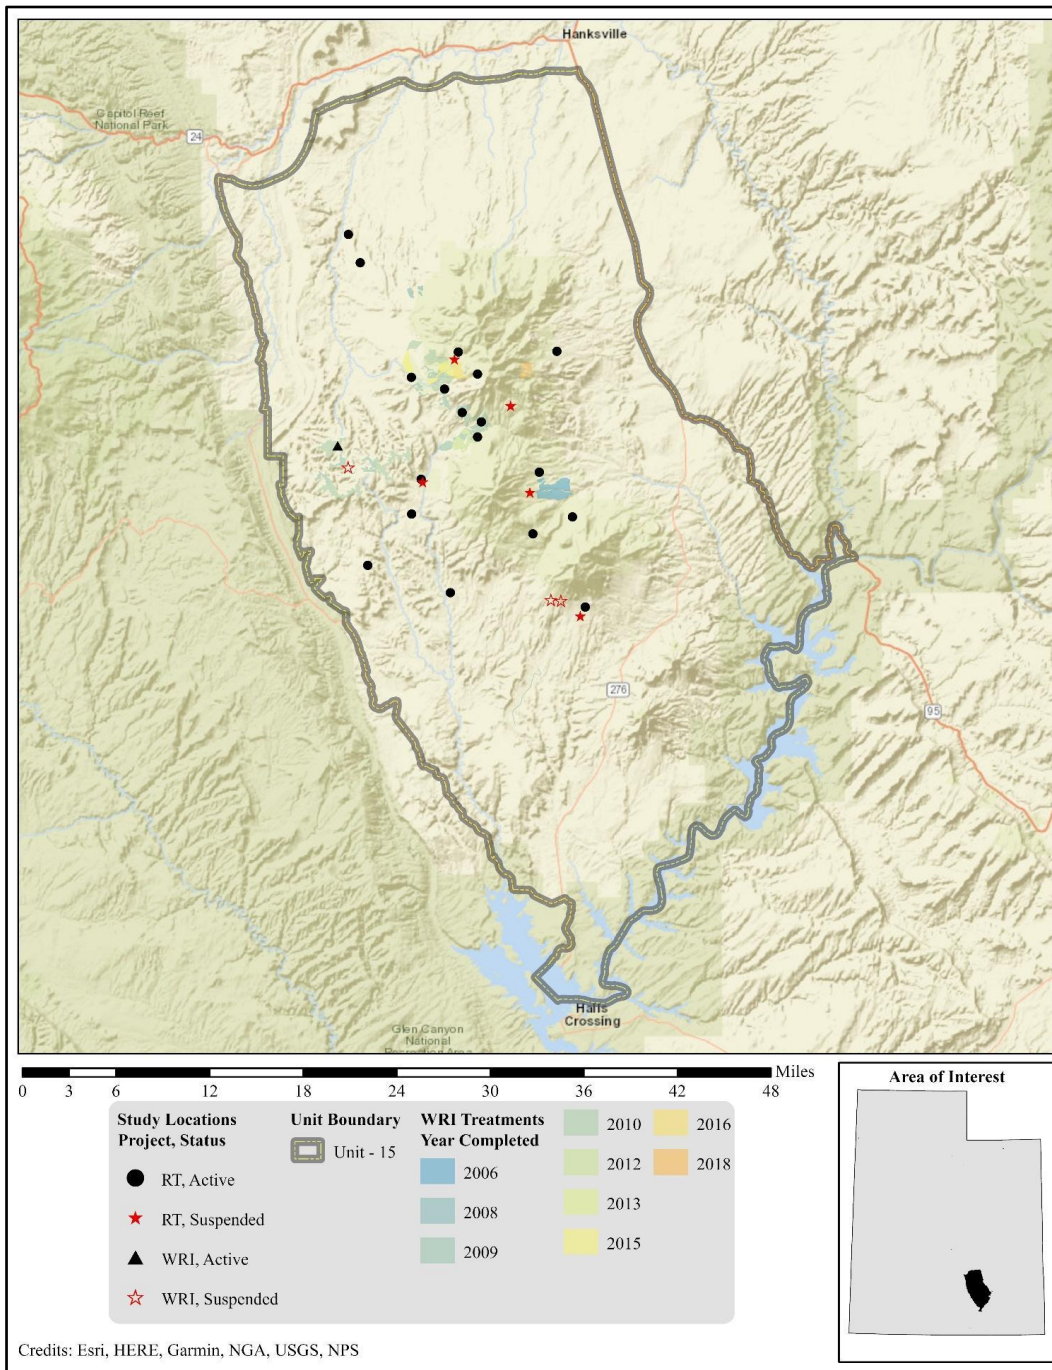 Hanksville
Capitol Reef
National Park
24
276
95
Halls
Crossing
Glen Canyon
National
Recreation Area
0 3 6 12 18 24 30 36 42 48 Miles
Study Locations
Project, Status
RT, Active
RT, Suspended
WRI, Active
WRI, Suspended
Unit Boundary
Unit - 15
WRI Treatments
Year Completed
2006
2008
2009
2010
2012
2013
2015
2016
2018
Area of Interest
Credits: Esri, HERE, Garmin, NGA, USGS, NPS